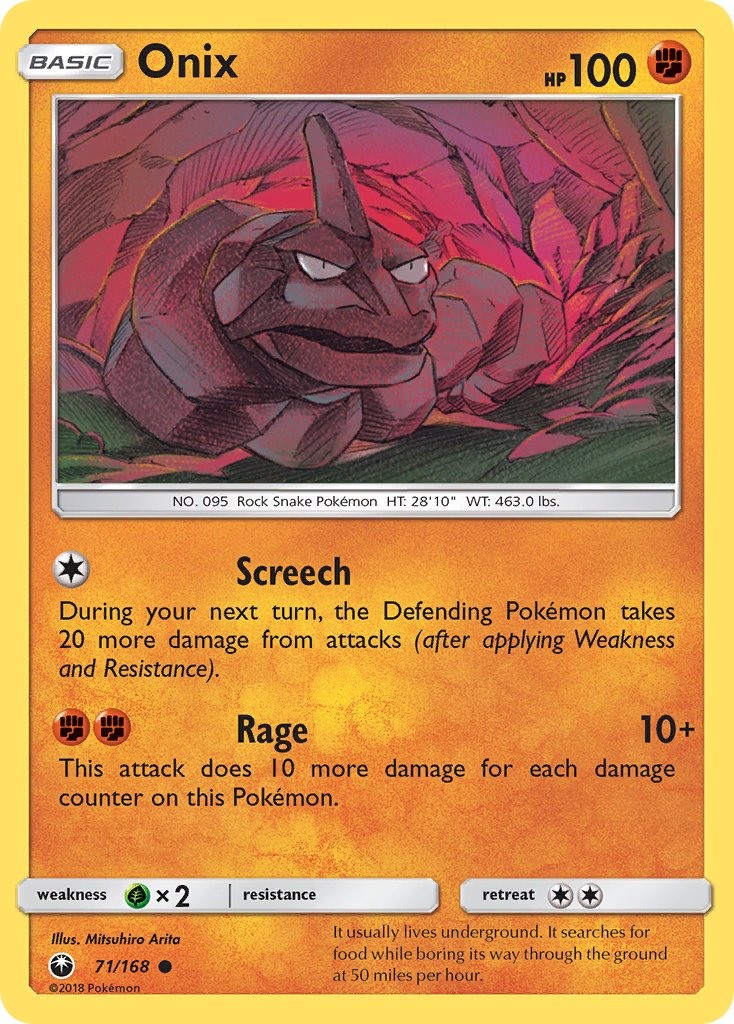 BASIC Onix HP100
NO. 095 Rock Snake Pokémon HT: 28'10" WT: 463.0 lbs.
Screech
During your next turn, the Defending Pokémon takes
20 more damage from attacks (after applying Weakness
and Resistance).
Rage 10+
This attack does 10 more damage for each damage
counter on this Pokémon.
weakness ×2 resistance retreat
Illus. Mitsuhiro Arita
71/168
©2018 Pokémon
It usually lives underground. It searches for
food while boring its way through the ground
at 50 miles per hour.